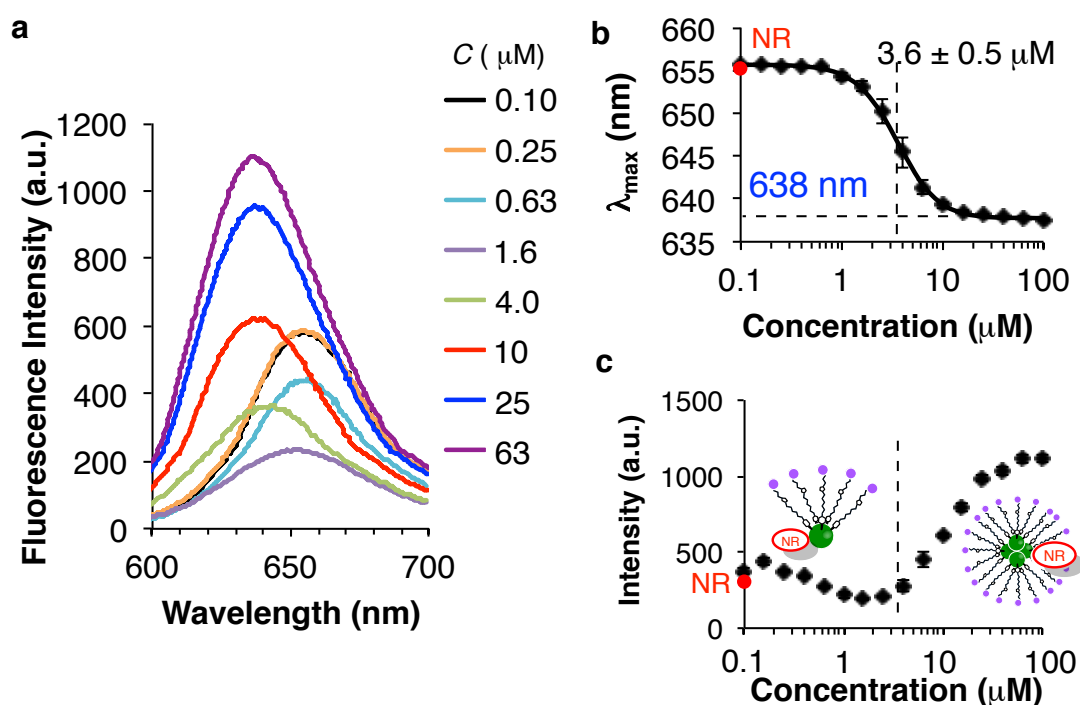 a
Fluorescence Intensity (a.u.)
1200
1000
800
600
400
200
0
600
650
700
Wavelength (nm)
C ( μM)
0.10
0.25
0.63
1.6
4.0
10
25
63
b
λmax (nm)
660
655
650
645
640
635
NR
3.6 ± 0.5 μM
638 nm
0.1
1
10
100
Concentration (μM)
c
Intensity (a.u.)
1500
1000
500
0
NR
NR
NR
0.1
1
10
100
Concentration (μM)